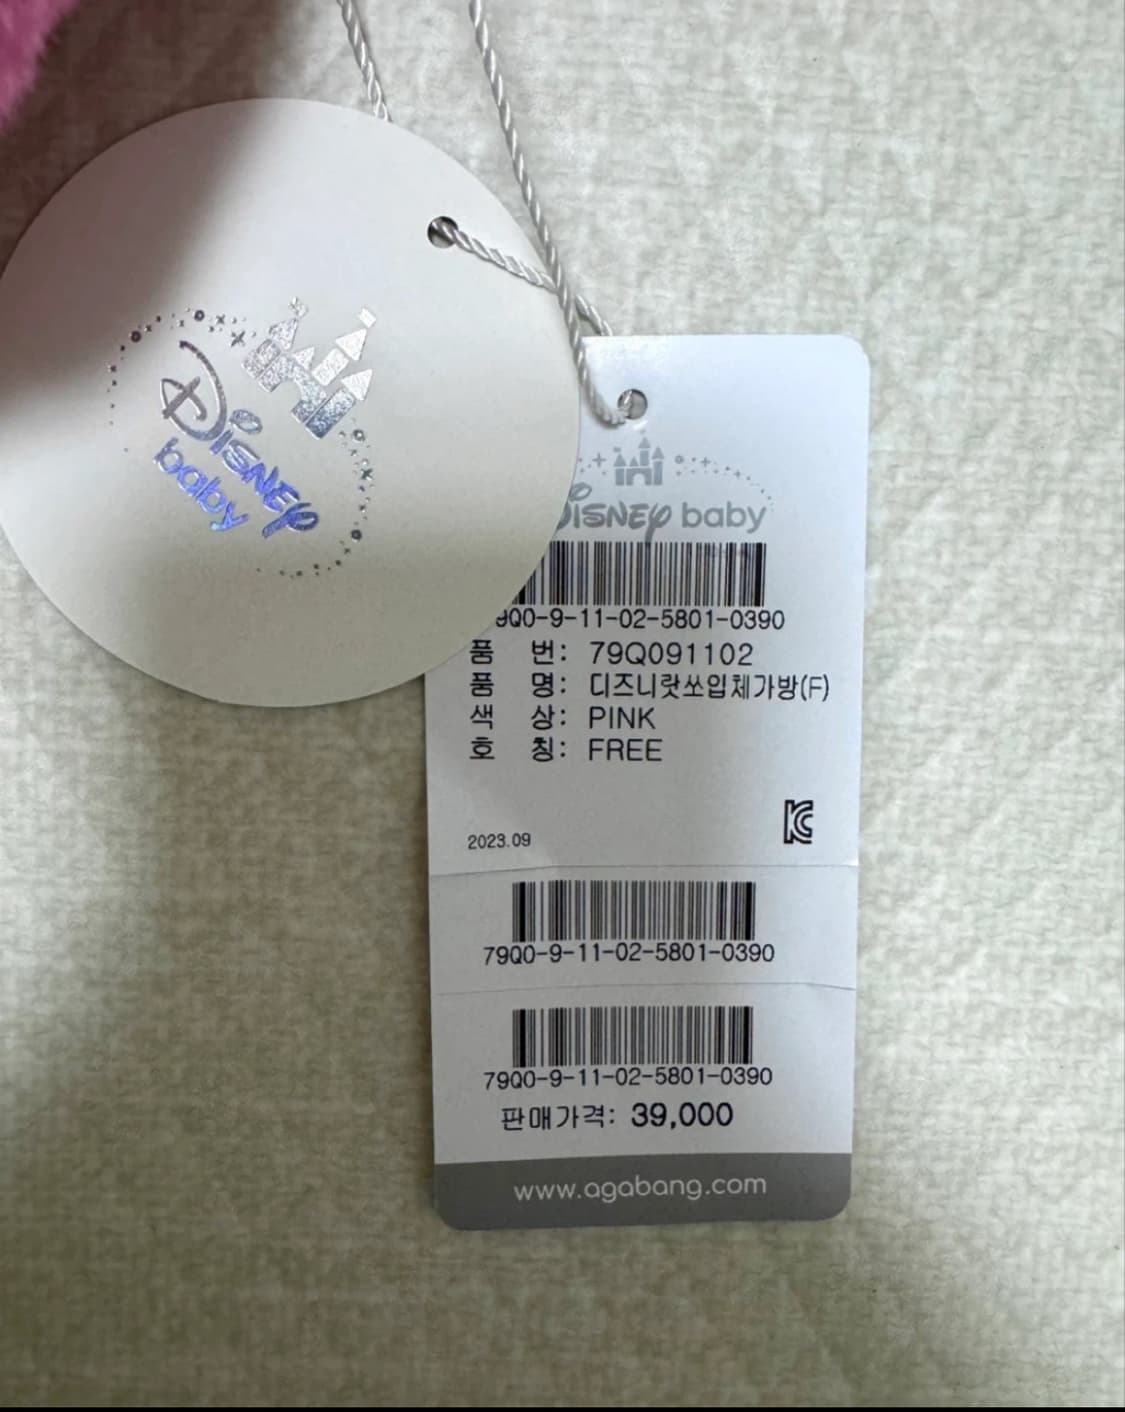 Disney
baby
Disney baby
79Q0-9-11-02-5801-0390
품 번: 79Q091102
품 명: 디즈니랏쏘입체가방(F)
색 상: PINK
호 칭: FREE
2023.09
79Q0-9-11-02-5801-0390
79Q0-9-11-02-5801-0390
판매가격: 39,000
www.agabang.com